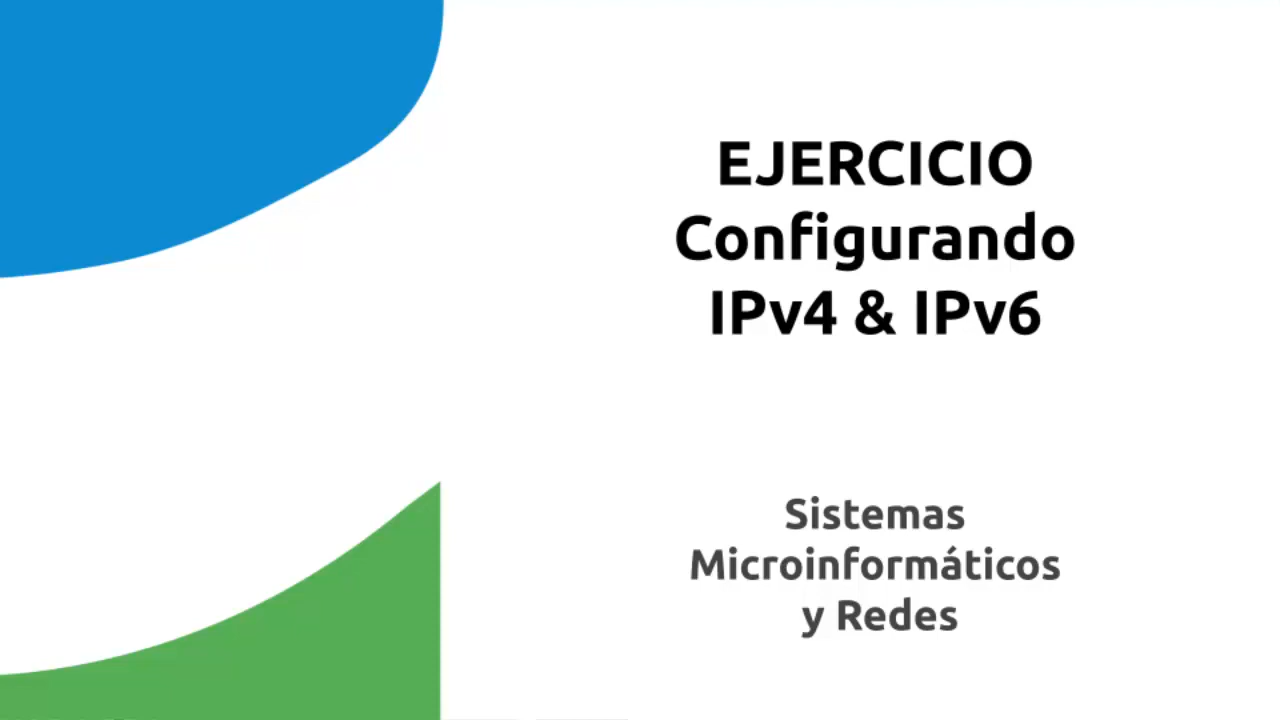 EJERCICIO
Configurando
IPv4 & IPv6
Sistemas
Microinformáticos
y Redes